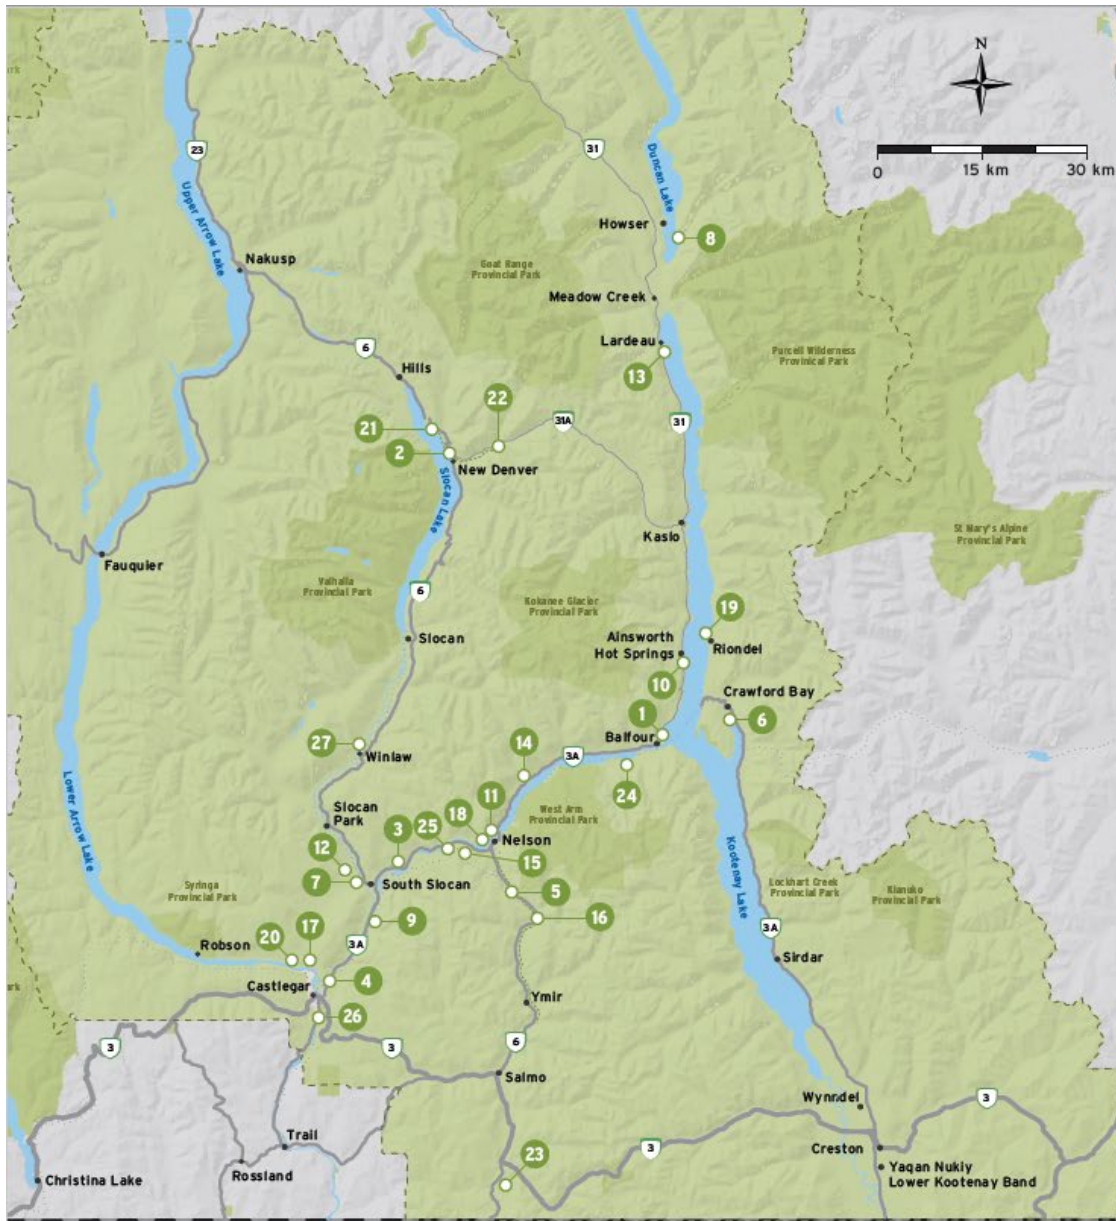 N
0
15 km
30 km
23
31
Duncan Lake
Upper Arrow Lake
Howser
8
Nakusp
Goat Range
Provincial Park
Meadow Creek
6
Lardeau
Purcell Wilderness
Provincial Park
13
Hills
22
31A
31
21
2
New Denver
Slocan Lake
Kaslo
St Mary's Alpine
Provincial Park
Fauquier
Valhalla
Provincial Park
6
Kokanee Glacier
Provincial Park
19
Slocan
Ainsworth
Hot Springs
Riondel
10
Crawford Bay
1
6
27
Winlaw
Balfour
14
3A
24
Lower Arrow Lake
Slocan
Park
11
West Arm
Provincial Park
3
25
18
Nelson
12
15
7
South Slocan
5
Kootenay Lake
Lockhart Creek
Provincial Park
Kianuko
Provincial Park
Syringa
Provincial Park
9
16
3A
3A
Robson
20
17
Sirdar
Castlegar
4
Ymir
26
ark
ark
3
3
6
Salmo
Wynndel
3
Trail
3
Creston
23
Rossland
Christina Lake
Yaqan Nukiy
Lower Kootenay Band